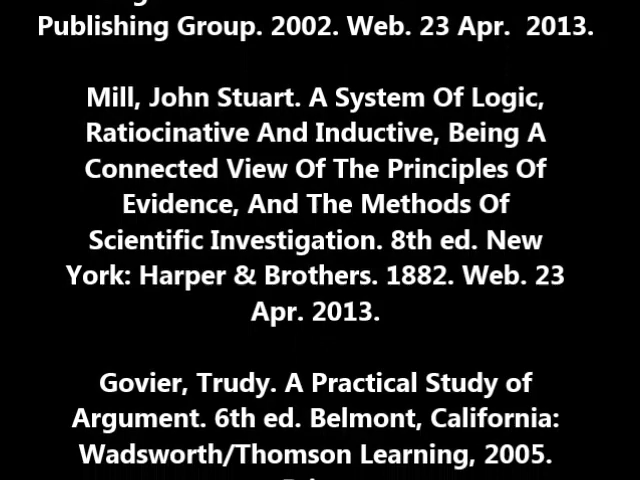 Publishing Group. 2002. Web. 23 Apr. 2013.
Mill, John Stuart. A System Of Logic,
Ratiocinative And Inductive, Being A
Connected View Of The Principles Of
Evidence, And The Methods Of
Scientific Investigation. 8th ed. New
York: Harper & Brothers. 1882. Web. 23
Apr. 2013.
Govier, Trudy. A Practical Study of
Argument. 6th ed. Belmont, California:
Wadsworth/Thomson Learning, 2005.